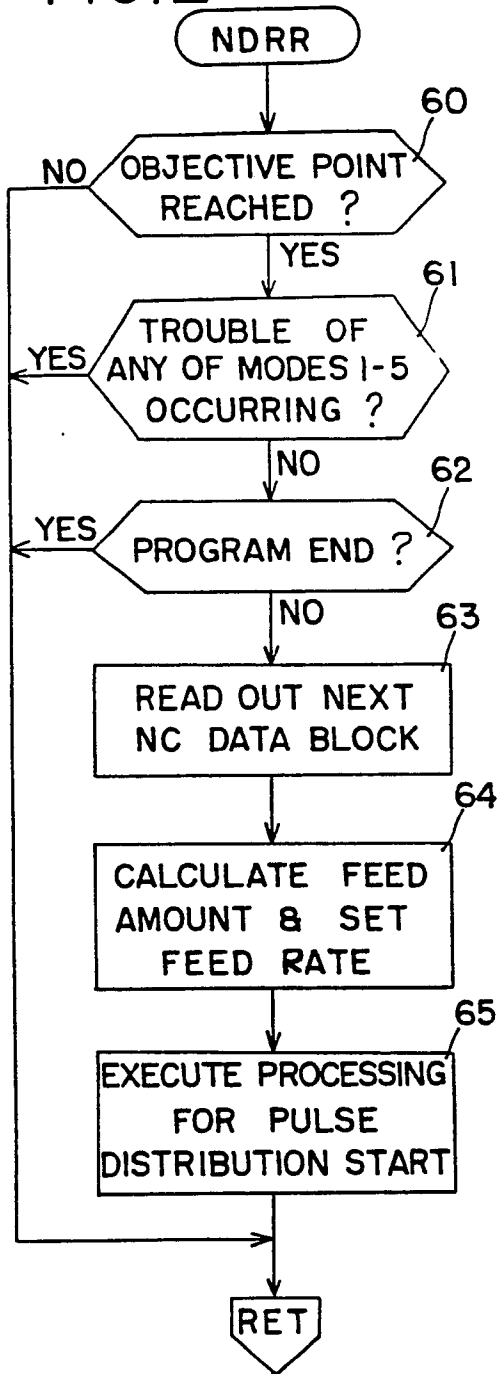 NDRR
60
NO
OBJECTIVE POINT
REACHED ?
YES
61
YES
TROUBLE OF
ANY OF MODES 1-5
OCCURRING ?
NO
62
YES
PROGRAM END ?
NO
63
READ OUT NEXT
NC DATA BLOCK
64
CALCULATE FEED
AMOUNT & SET
FEED RATE
65
EXECUTE PROCESSING
FOR PULSE
DISTRIBUTION START
RET